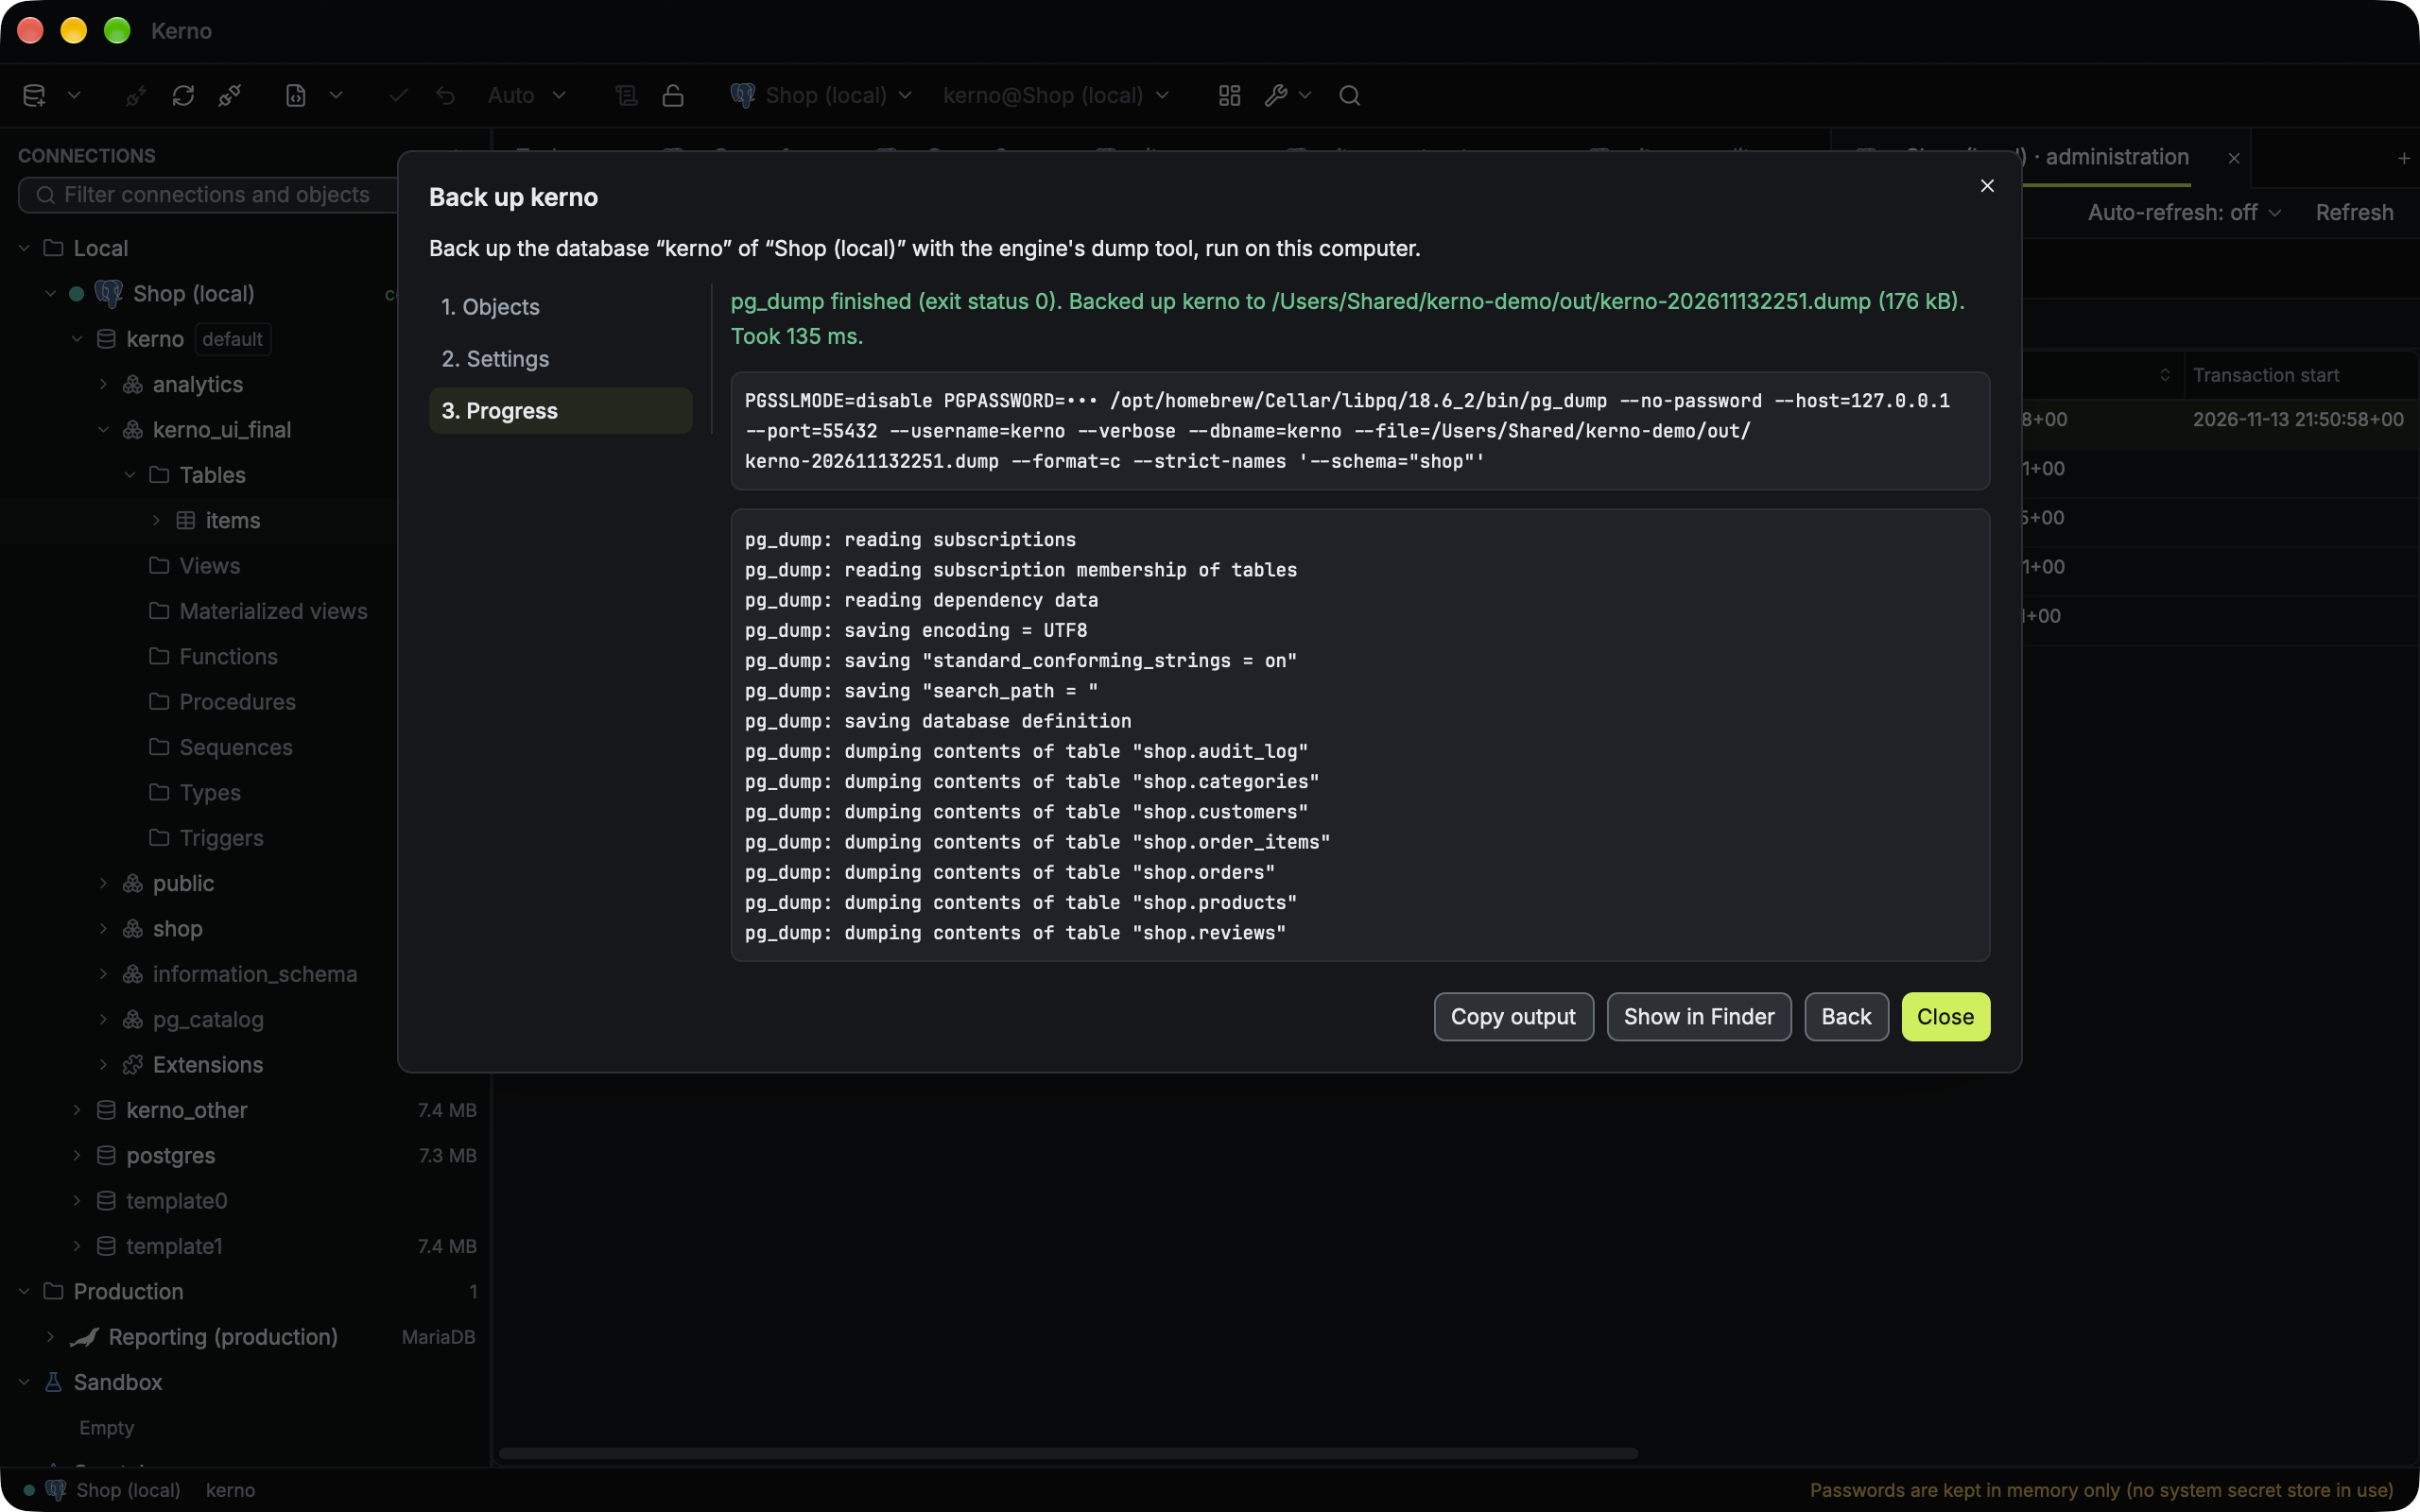 Kerno
Auto
Shop (local)
kerno@Shop (local)
CONNECTIONS
Filter connections and objects
Local
Shop (local)
kerno default
analytics
kerno_ui_final
Tables
items
Views
Materialized views
Functions
Procedures
Sequences
Types
Triggers
public
shop
information_schema
pg_catalog
Extensions
kerno_other 7.4 MB
postgres 7.3 MB
template0
template1 7.4 MB
Production 1
Reporting (production) MariaDB
Sandbox
Empty
· administration
Auto-refresh: off
Refresh
Transaction start
8+00 2026-11-13 21:50:58+00
1+00
5+00
1+00
+00
Back up kerno
Back up the database “kerno” of “Shop (local)” with the engine's dump tool, run on this computer.
1. Objects
2. Settings
3. Progress
pg_dump finished (exit status 0). Backed up kerno to /Users/Shared/kerno-demo/out/kerno-202611132251.dump (176 kB).
Took 135 ms.
PGSSLMODE=disable PGPASSWORD=••• /opt/homebrew/Cellar/libpq/18.6_2/bin/pg_dump --no-password --host=127.0.0.1
--port=55432 --username=kerno --verbose --dbname=kerno --file=/Users/Shared/kerno-demo/out/
kerno-202611132251.dump --format=c --strict-names '--schema="shop"'
pg_dump: reading subscriptions
pg_dump: reading subscription membership of tables
pg_dump: reading dependency data
pg_dump: saving encoding = UTF8
pg_dump: saving "standard_conforming_strings = on"
pg_dump: saving "search_path = "
pg_dump: saving database definition
pg_dump: dumping contents of table "shop.audit_log"
pg_dump: dumping contents of table "shop.categories"
pg_dump: dumping contents of table "shop.customers"
pg_dump: dumping contents of table "shop.order_items"
pg_dump: dumping contents of table "shop.orders"
pg_dump: dumping contents of table "shop.products"
pg_dump: dumping contents of table "shop.reviews"
Copy output
Show in Finder
Back
Close
Shop (local) kerno
Passwords are kept in memory only (no system secret store in use)